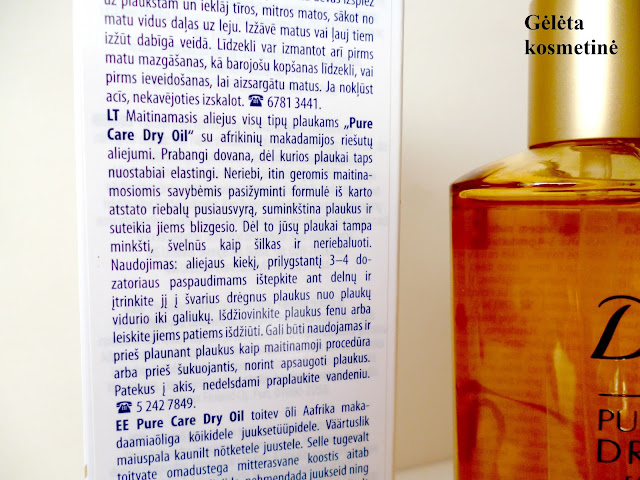 Gėlėta
kosmetinė
uz plaukstām un ieklāj tīros, mitros matos, sākot no
matu vidus daļas uz leju. Izžāvē matus vai ļauj tiem
izžūt dabīgā veidā. Līdzekli var izmantot arī pirms
matu mazgāšanas, kā barojošu kopšanas līdzekli, vai
pirms ieveidošanas, lai aizsargātu matus. Ja nokļūst
acīs, nekavējoties izskalot. ☎ 6781 3441.
LT Maitinamasis aliejus visų tipų plaukams „Pure
Care Dry Oil“ su afrikinių makadamijos riešutų
aliejumi. Prabangi dovana, dėl kurios plaukai taps
nuostabiai elastingi. Neriebi, itin geromis maitina-
mosiomis savybėmis pasižyminti formulė iš karto
atstato riebalų pusiausvyrą, suminkština plaukus ir
suteikia jiems blizgesio. Dėl to jūsų plaukai tampa
minkšti, švelnūs kaip šilkas ir neriebaluoti.
Naudojimas: aliejaus kiekį, prilygstantį 3–4 do-
zatoriaus paspaudimams ištepkite ant delnų ir
įtrinkite jį į švarius drėgnus plaukus nuo plaukų
vidurio iki galiukų. Išdžiovinkite plaukus fenu arba
leiskite jiems patiems išdžiūti. Gali būti naudojamas ir
prieš plaunant plaukus kaip maitinamoji procedūra
arba prieš šukuojantis, norint apsaugoti plaukus.
Patekus į akis, nedelsdami praplaukite vandeniu.
☎ 5 242 7849.
EE Pure Care Dry Oil toitev õli Aafrika maka-
daamiaõliga kõikidele juuksetüüpidele. Väärtuslik
maiuspala kaunilt nõtketele juustele. Selle tugevalt
toitvate omadustega mitterasvane koostis aitab
PU
DR